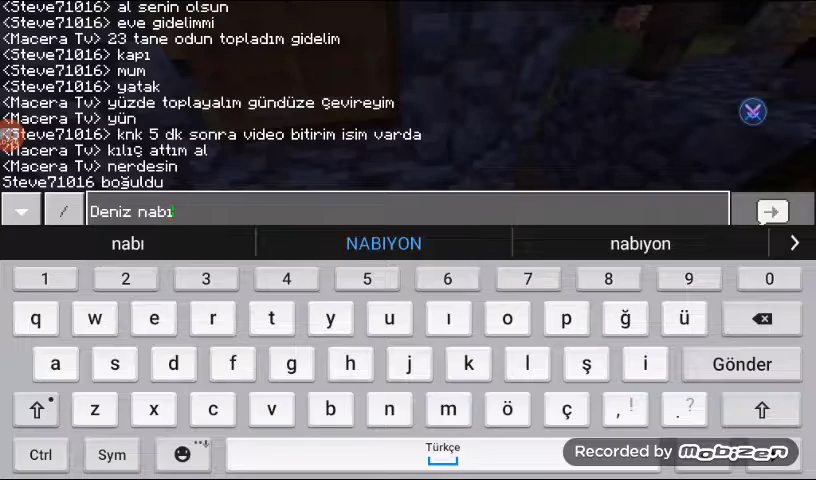 <Steve71016> al senin olsun
<Steve71016> eve gidelimmi
<Macera Tv> 23 tane odun topladım gidelim
<Steve71016> kapı
<Steve71016> mum
<Steve71016> yatak
<Macera Tv> yüzde toplayalım gündüze çevireyim
<Macera Tv> yün
<Steve71016> knk 5 dk sonra video bitirim isim varda
<Macera Tv> kılıç attım al
<Macera Tv> nerdesin
Steve71016 boğuldu
/ Deniz nabı
nabı NABIYON nabıyon
1 2 3 4 5 6 7 8 9 0
q w e r t y u ı o p ğ ü
a s d f g h j k l ş i Gönder
z x c v b n m ö ç , ! . ?
Ctrl Sym Türkçe
Recorded by Mobizen